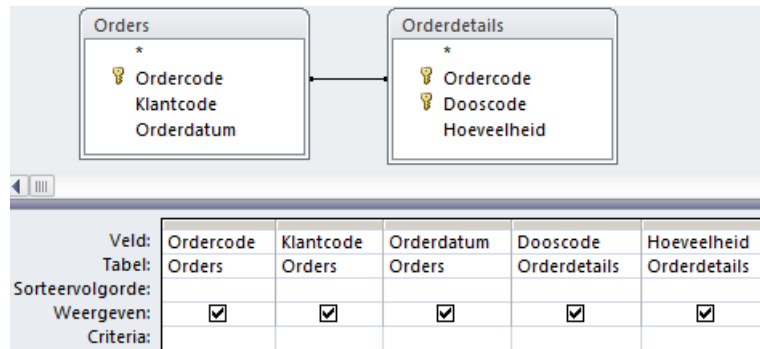 Orders
*
Ordercode
Klantcode
Orderdatum
Orderdetails
*
Ordercode
Dooscode
Hoeveelheid
Veld: Ordercode Klantcode Orderdatum Dooscode Hoeveelheid
Tabel: Orders Orders Orders Orderdetails Orderdetails
Sorteervolgorde:
Weergeven:
Criteria: